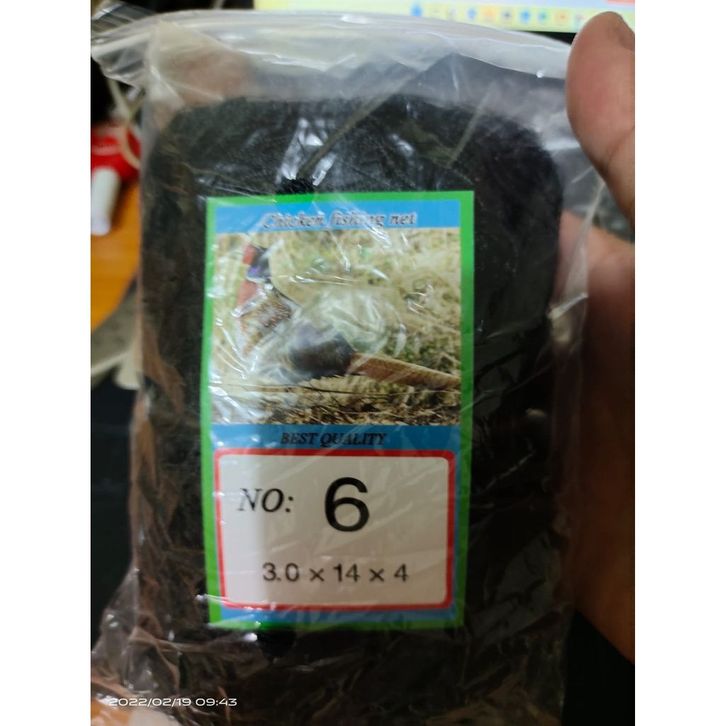 Chicken fishing net
BEST QUALITY
NO: 6
3.0 × 14 × 4
2022/02/19 09:43